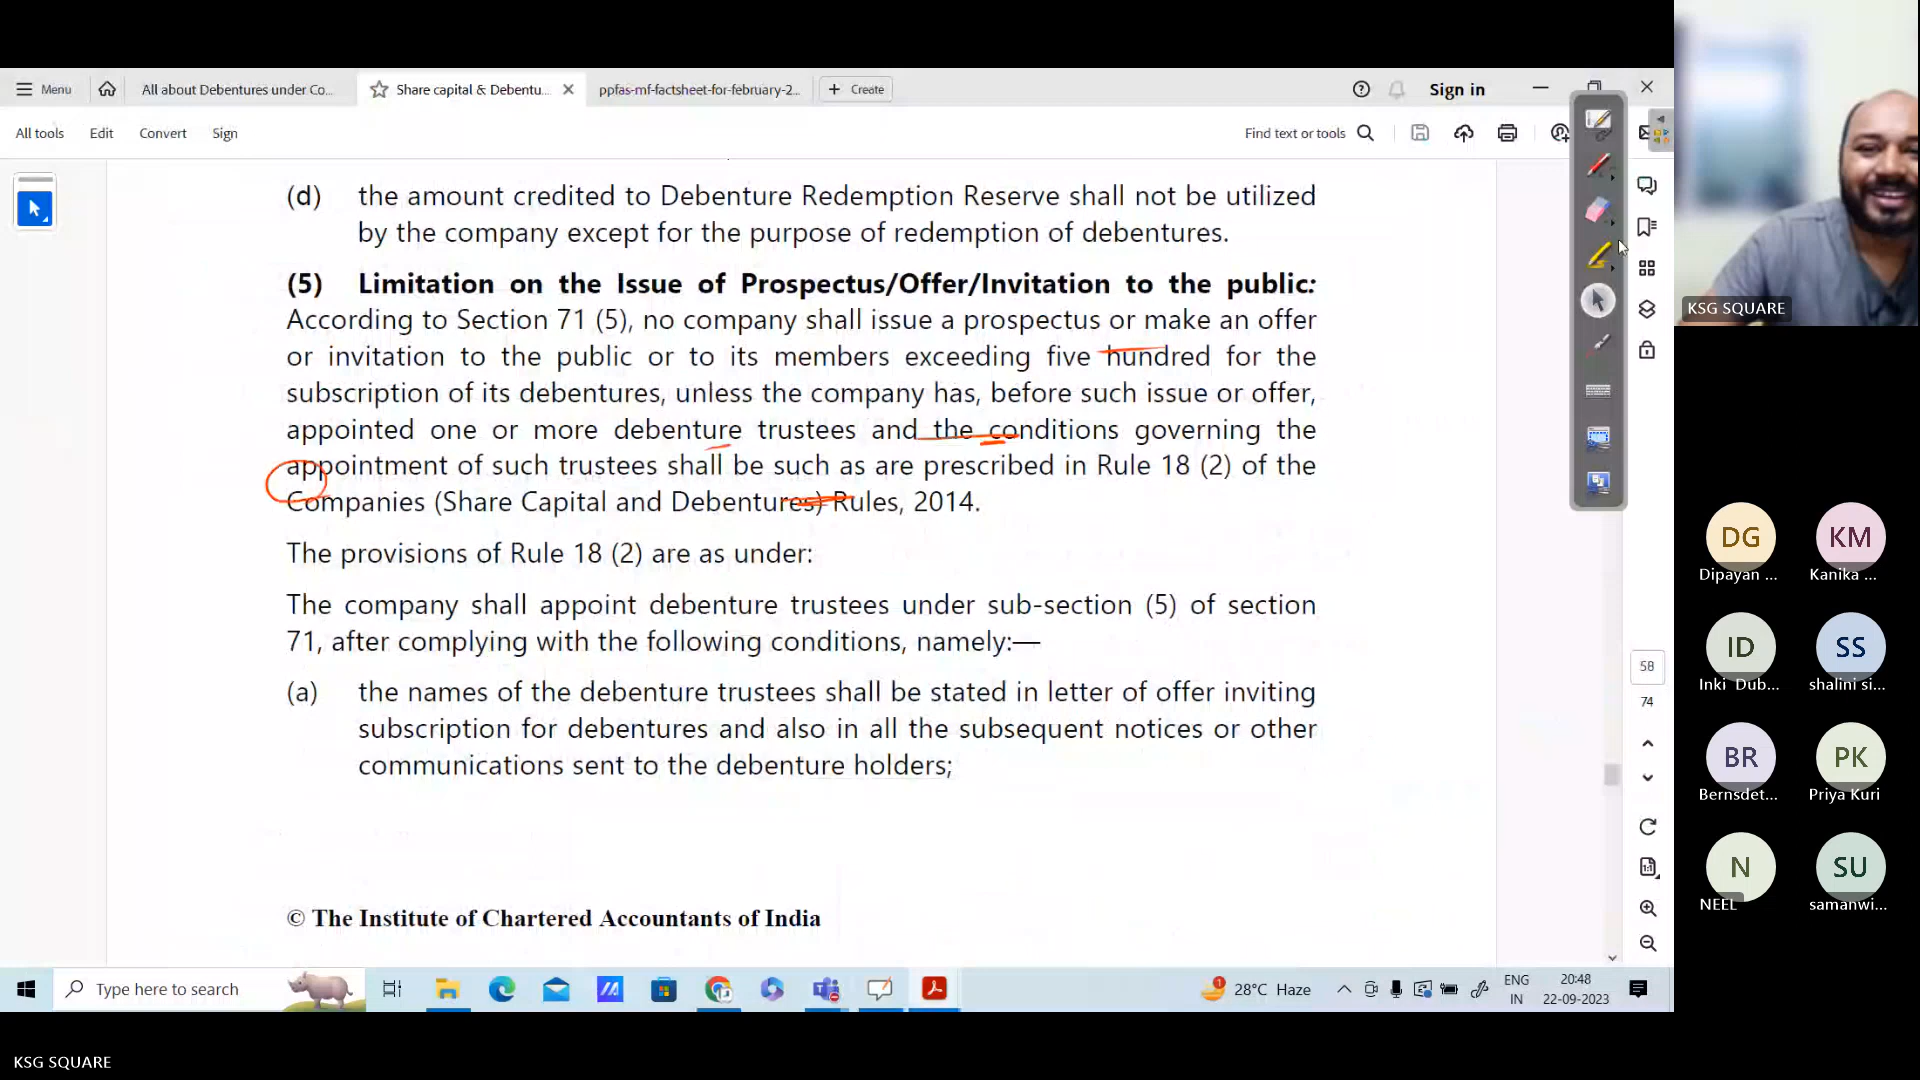 Menu
All about Debentures under Co...
Share capital & Debentu...
ppfas-mf-factsheet-for-february-2...
Create
Sign in
All tools
Edit
Convert
Sign
Find text or tools
(d) the amount credited to Debenture Redemption Reserve shall not be utilized
by the company except for the purpose of redemption of debentures.
(5) Limitation on the Issue of Prospectus/Offer/Invitation to the public:
According to Section 71 (5), no company shall issue a prospectus or make an offer
or invitation to the public or to its members exceeding five hundred for the
subscription of its debentures, unless the company has, before such issue or offer,
appointed one or more debenture trustees and the conditions governing the
appointment of such trustees shall be such as are prescribed in Rule 18 (2) of the
Companies (Share Capital and Debentures) Rules, 2014.
The provisions of Rule 18 (2) are as under:
The company shall appoint debenture trustees under sub-section (5) of section
71, after complying with the following conditions, namely:—
(a) the names of the debenture trustees shall be stated in letter of offer inviting
subscription for debentures and also in all the subsequent notices or other
communications sent to the debenture holders;
© The Institute of Chartered Accountants of India
58
74
1:1
KSG SQUARE
DG
Dipayan ...
KM
Kanika ...
ID
Inki Dub...
SS
shalini si...
BR
Bernsdet...
PK
Priya Kuri
N
NEEL
SU
samanwi...
Type here to search
1
28°C Haze
ENG
IN
20:48
22-09-2023
KSG SQUARE